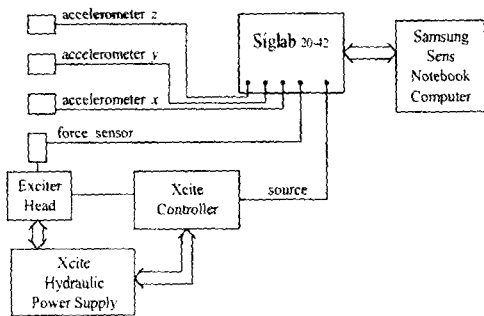 accelerometer z
accelerometer y
accelerometer x
force sensor
Siglab 20-42
Samsung
Sens
Notebook
Computer
Exciter
Head
Xcite
Controller
source
Xcite
Hydraulic
Power Supply